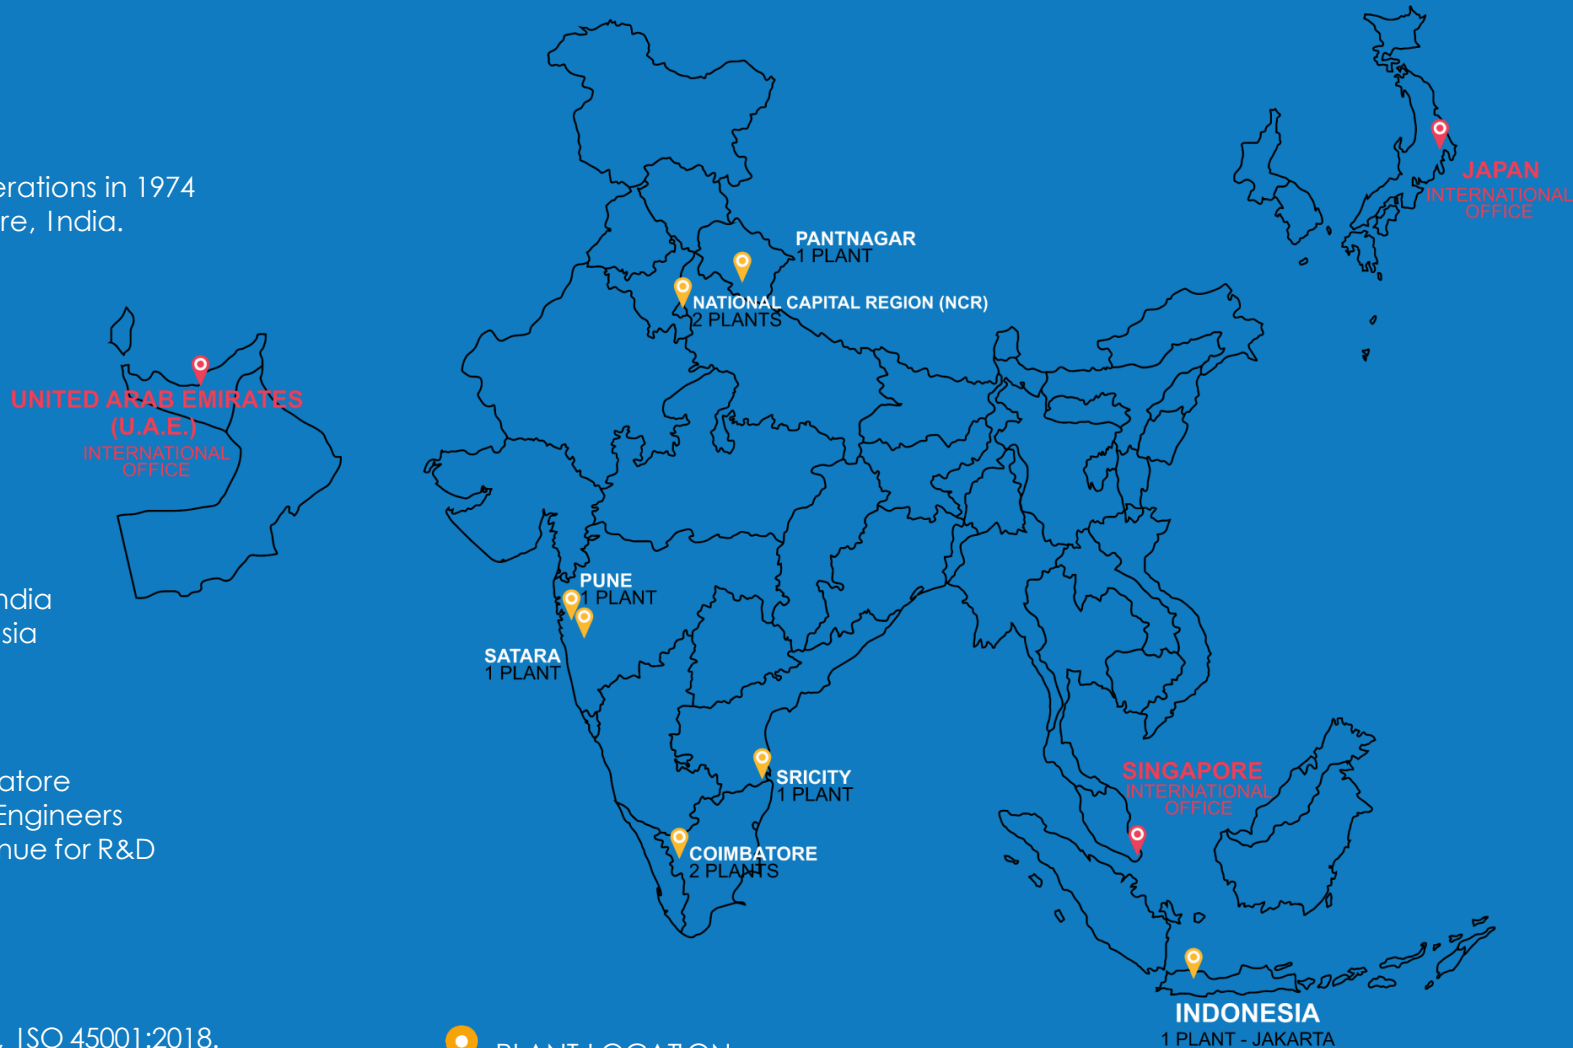 erations in 1974
re, India.
ndia
sia
atore
Engineers
nue for R&D
, ISO 45001:2018.
UNITED ARAB EMIRATES
(U.A.E.)
INTERNATIONAL
OFFICE
PANTNAGAR
1 PLANT
NATIONAL CAPITAL REGION (NCR)
2 PLANTS
JAPAN
INTERNATIONAL
OFFICE
PUNE
1 PLANT
SATARA
1 PLANT
SRICITY
1 PLANT
COIMBATORE
2 PLANTS
SINGAPORE
INTERNATIONAL
OFFICE
INDONESIA
1 PLANT - JAKARTA
PLANT LOCATION